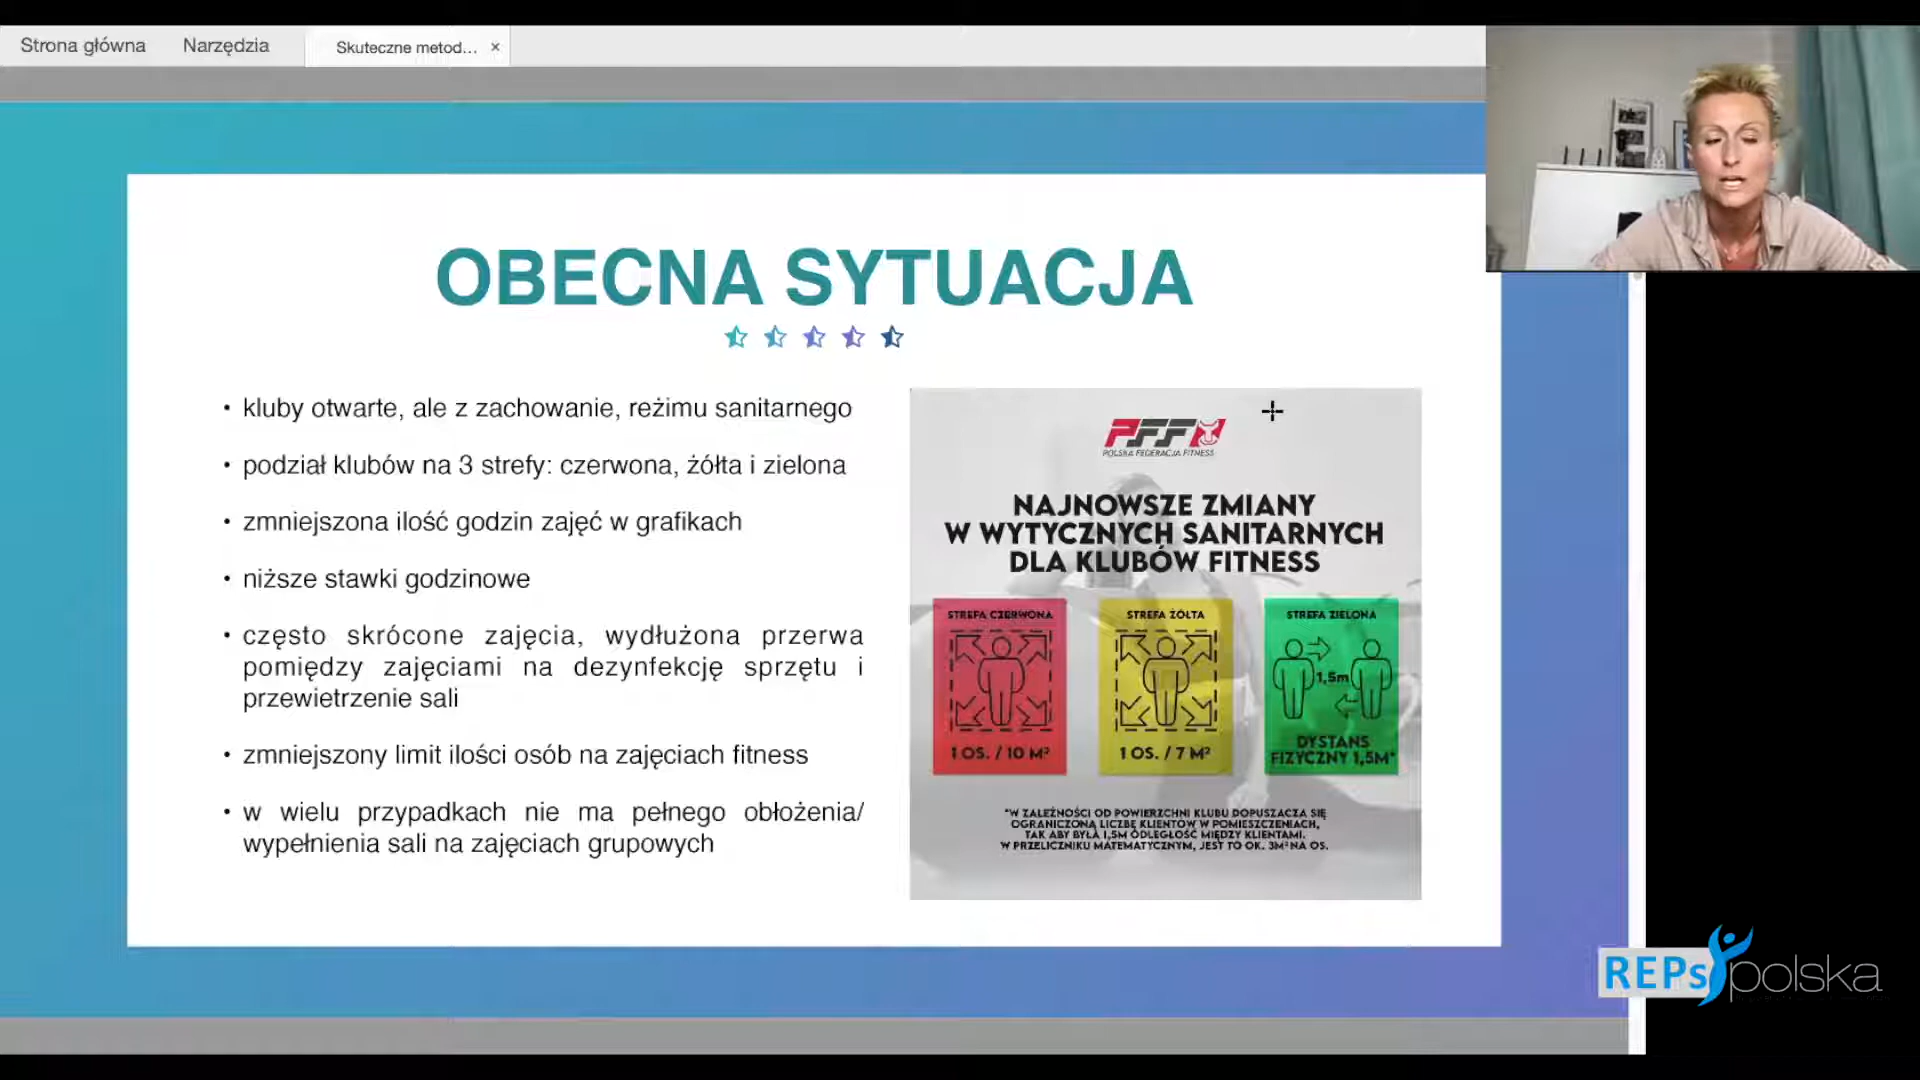 Strona główna
Narzędzia
Skuteczne metod... ×
OBECNA SYTUACJA
• kluby otwarte, ale z zachowanie, reżimu sanitarnego
• podział klubów na 3 strefy: czerwona, żółta i zielona
• zmniejszona ilość godzin zajęć w grafikach
• niższe stawki godzinowe
• często skrócone zajęcia, wydłużona przerwa
pomiędzy zajęciami na dezynfekcję sprzętu i
przewietrzenie sali
• zmniejszony limit ilości osób na zajęciach fitness
• w wielu przypadkach nie ma pełnego obłożenia/
wypełnienia sali na zajęciach grupowych
PFF
POLSKA FEDERACJA FITNESS
NAJNOWSZE ZMIANY
W WYTYCZNYCH SANITARNYCH
DLA KLUBÓW FITNESS
STREFA CZERWONA
1 OS. / 10 M²
STREFA ŻÓŁTA
1 OS. / 7 M²
STREFA ZIELONA
1,5m
DYSTANS
FIZYCZNY 1,5M*
*W ZALEŻNOŚCI OD POWIERZCHNI KLUBU DOPUSZACZA SIĘ
OGRANICZONĄ LICZBĘ KLIENTÓW W POMIESZCZENIACH,
TAK ABY BYŁA 1,5M ODLEGŁOŚĆ MIĘDZY KLIENTAMI.
W PRZELICZNIKU MATEMATYCZNYM, JEST TO OK. 3M² NA OS.
REPs polska